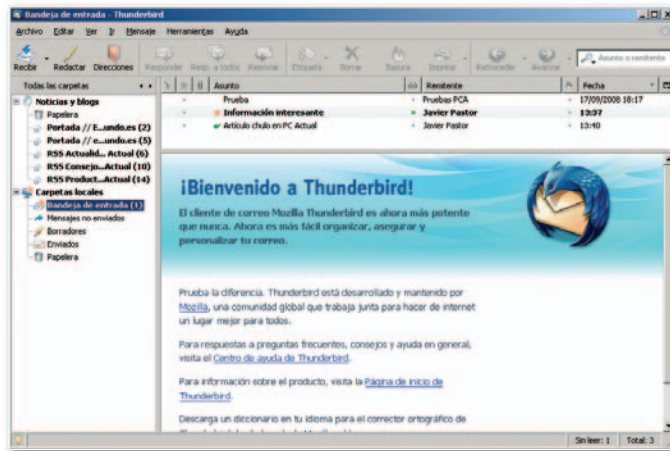 Bandeja de entrada - Thunderbird
Archivo Editar Ver Ir Mensaje Herramientas Ayuda
Recibir Redactar Direcciones Responder Resp. a todos Reenviar Etiqueta Borrar Basura Imprimir Retroceder Avanzar Asunto o remitente
Todas las carpetas Asunto Remitente Fecha
Noticias y blogs
Papelera
Portada // E...undo.es (2)
Portada // e...undo.es (5)
RSS Actualid...Actual (6)
RSS Consejo...Actual (10)
RSS Product...Actual (14)
Carpetas locales
Bandeja de entrada (1)
Mensajes no enviados
Borradores
Enviados
Papelera
Prueba Pruebas PCA 17/09/2008 18:17
Información interesante Javier Pastor 13:37
Artículo chulo en PC Actual Javier Pastor 13:40
¡Bienvenido a Thunderbird!
El cliente de correo Mozilla Thunderbird es ahora más potente
que nunca. Ahora es más fácil organizar, asegurar y
personalizar tu correo.
Prueba la diferencia. Thunderbird está desarrollado y mantenido por
Mozilla, una comunidad global que trabaja junta para hacer de internet
un lugar mejor para todos.
Para respuestas a preguntas frecuentes, consejos y ayuda en general,
visita el Centro de ayuda de Thunderbird.
Para información sobre el producto, visita la Página de inicio de
Thunderbird.
Descarga un diccionario en tu idioma para el corrector ortográfico de
Sin leer: 1 Total: 3